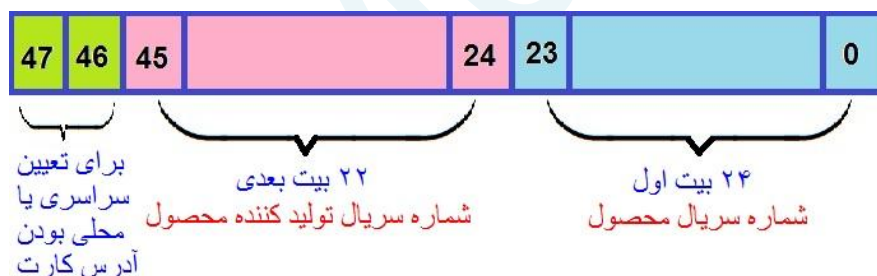 47 46 45 24 23 0
۲۴ بیت اول
شماره سریال محصول
۲۲ بیت بعدی
شماره سریال تولید کننده محصول
برای تعیین
سراسری یا
محلی بودن
آدرس کارت